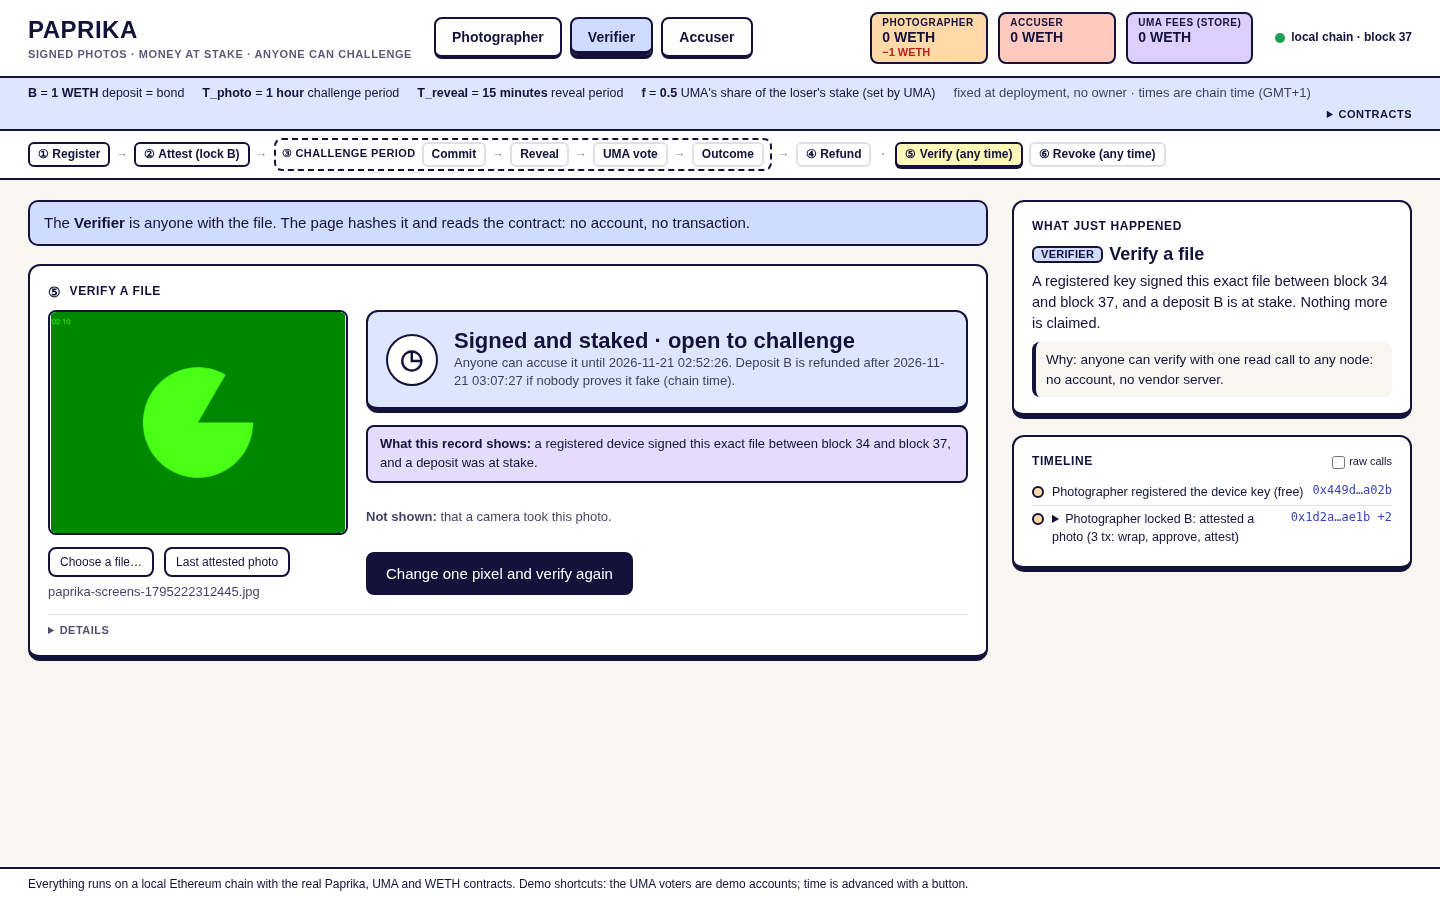 PAPRIKA
SIGNED PHOTOS · MONEY AT STAKE · ANYONE CAN CHALLENGE
Photographer
Verifier
Accuser
PHOTOGRAPHER
0 WETH
−1 WETH
ACCUSER
0 WETH
UMA FEES (STORE)
0 WETH
local chain · block 37
B = 1 WETH deposit = bond T_photo = 1 hour challenge period T_reveal = 15 minutes reveal period f = 0.5 UMA's share of the loser's stake (set by UMA) fixed at deployment, no owner · times are chain time (GMT+1)
▶ CONTRACTS
① Register → ② Attest (lock B) → ③ CHALLENGE PERIOD Commit → Reveal → UMA vote → Outcome → ④ Refund · ⑤ Verify (any time) ⑥ Revoke (any time)
The Verifier is anyone with the file. The page hashes it and reads the contract: no account, no transaction.
⑤ VERIFY A FILE
00 10
Signed and staked · open to challenge
Anyone can accuse it until 2026-11-21 02:52:26. Deposit B is refunded after 2026-11-
21 03:07:27 if nobody proves it fake (chain time).
What this record shows: a registered device signed this exact file between block 34 and block 37,
and a deposit was at stake.
Not shown: that a camera took this photo.
Choose a file…
Last attested photo
Change one pixel and verify again
paprika-screens-1795222312445.jpg
▶ DETAILS
WHAT JUST HAPPENED
VERIFIER Verify a file
A registered key signed this exact file between block 34
and block 37, and a deposit B is at stake. Nothing more
is claimed.
Why: anyone can verify with one read call to any node:
no account, no vendor server.
TIMELINE
raw calls
Photographer registered the device key (free) 0x449d…a02b
▶ Photographer locked B: attested a 0x1d2a…ae1b +2
photo (3 tx: wrap, approve, attest)
Everything runs on a local Ethereum chain with the real Paprika, UMA and WETH contracts. Demo shortcuts: the UMA voters are demo accounts; time is advanced with a button.